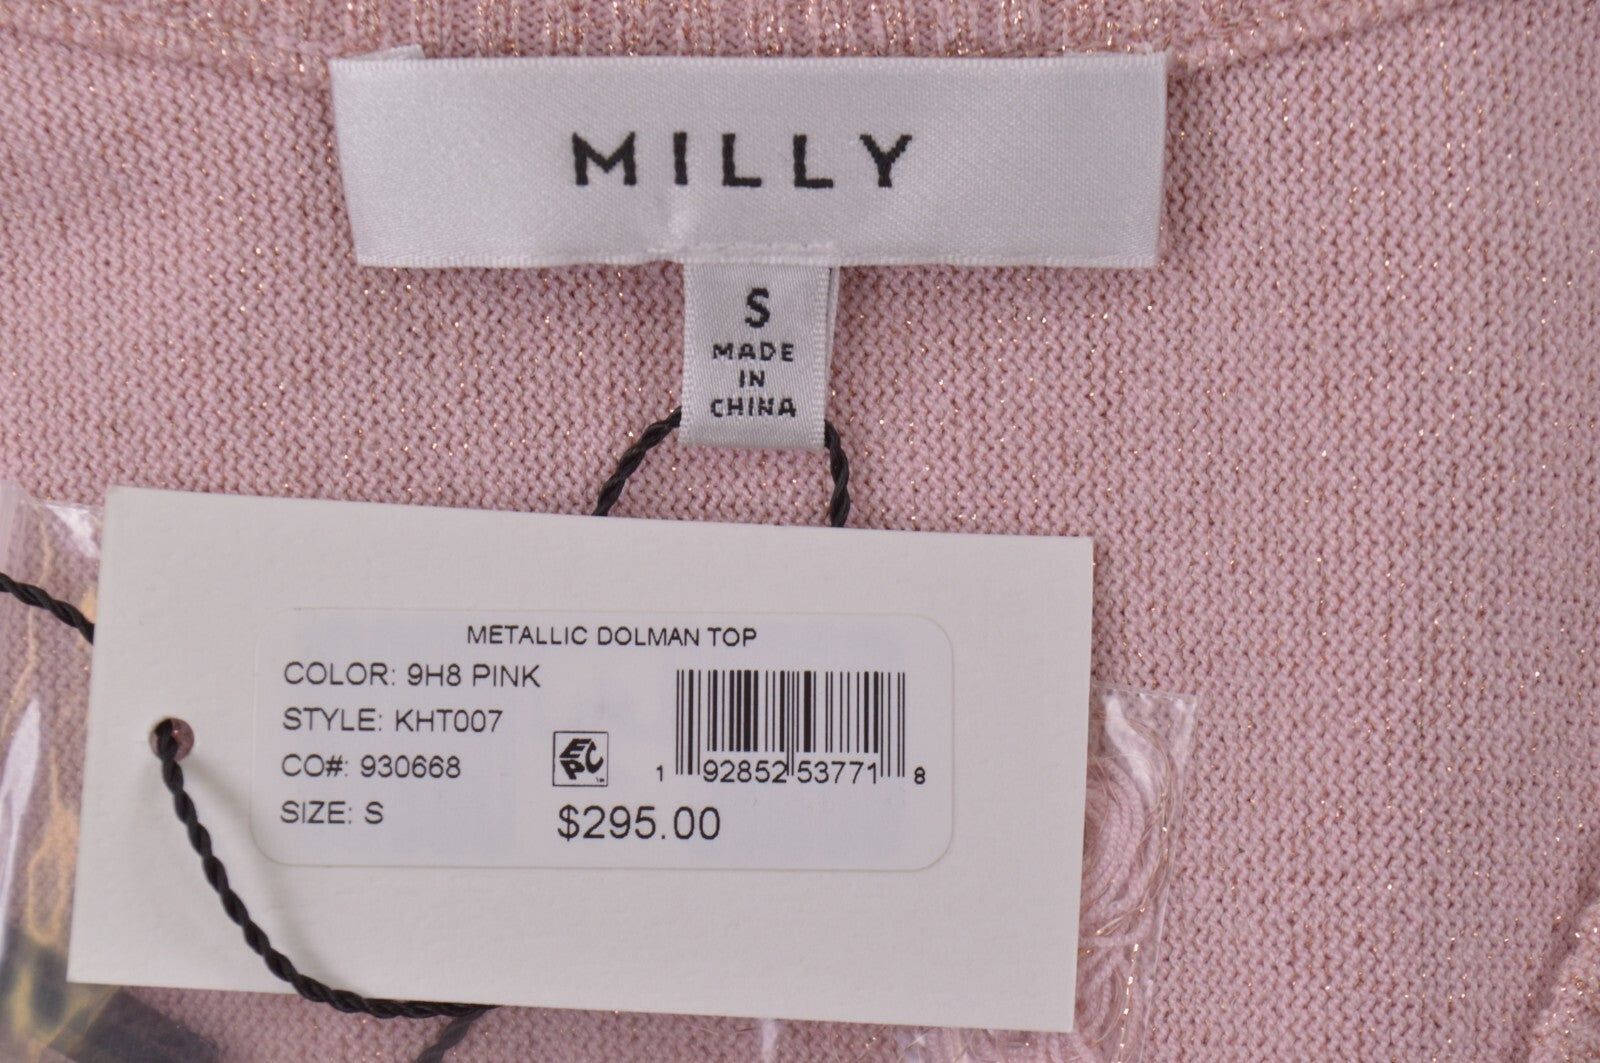 MILLY
S
MADE
IN
CHINA
METALLIC DOLMAN TOP
COLOR: 9H8 PINK
STYLE: KHT007
CO#: 930668
SIZE: S
EPC
1 92852 53771 8
$295.00